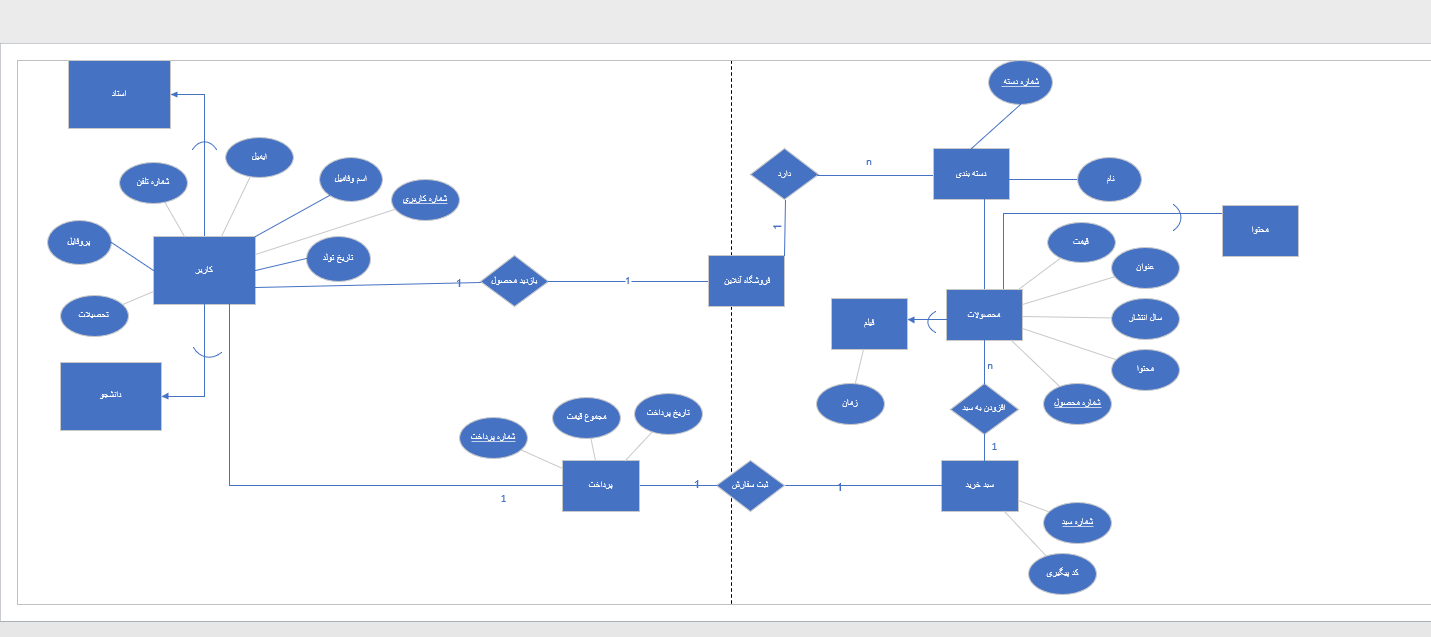 استاد
شماره دسته
ایمیل
شماره تلفن
اسم وفامیل
شماره کاربری
دارد
n
دسته بندی
نام
پروفایل
کاربر
تاریخ تولد
1
محتوا
قیمت
عنوان
تحصیلات
1
بازدید محصول
1
فروشگاه آنلاین
فیلم
محصولات
سال انتشار
محتوا
دانشجو
n
زمان
افزودن به سبد
شماره محصول
شماره پرداخت
مجموع قیمت
تاریخ پرداخت
1
1
پرداخت
1
ثبت سفارش
1
سبد خرید
شماره سبد
کد پیگیری